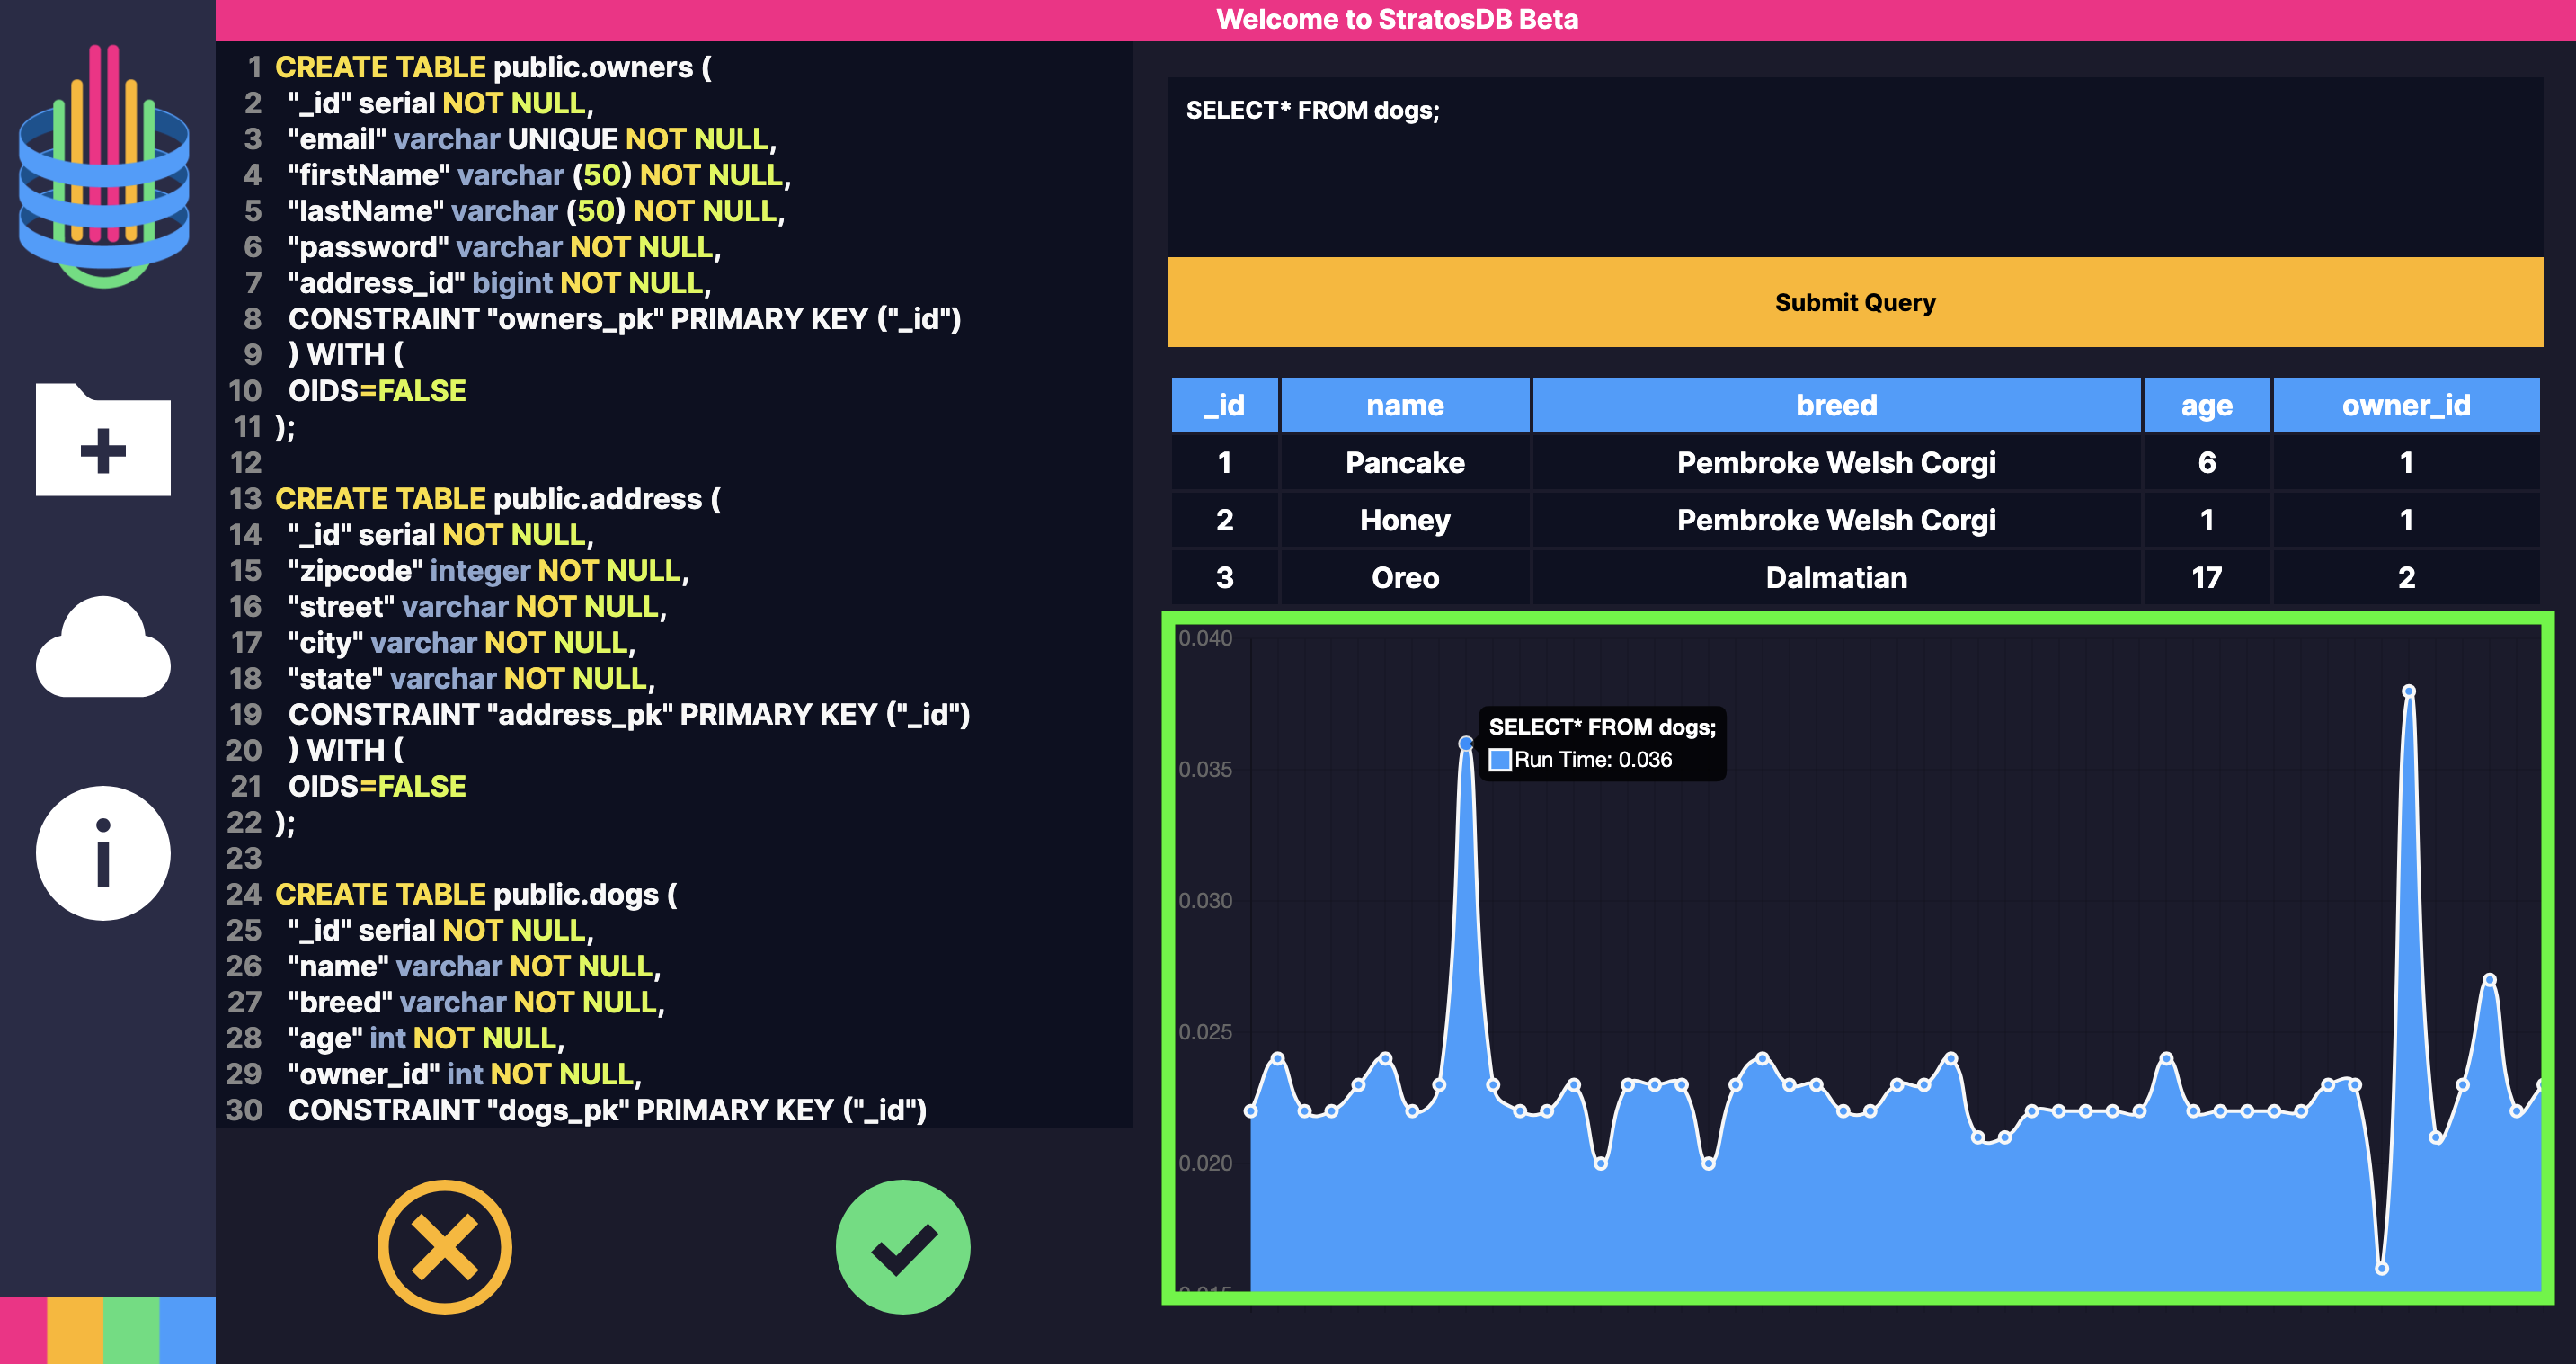 Welcome to StratosDB Beta
1 CREATE TABLE public.owners (
2 "_id" serial NOT NULL,
3 "email" varchar UNIQUE NOT NULL,
4 "firstName" varchar (50) NOT NULL,
5 "lastName" varchar (50) NOT NULL,
6 "password" varchar NOT NULL,
7 "address_id" bigint NOT NULL,
8 CONSTRAINT "owners_pk" PRIMARY KEY ("_id")
9 ) WITH (
10 OIDS=FALSE
11 );
12
13 CREATE TABLE public.address (
14 "_id" serial NOT NULL,
15 "zipcode" integer NOT NULL,
16 "street" varchar NOT NULL,
17 "city" varchar NOT NULL,
18 "state" varchar NOT NULL,
19 CONSTRAINT "address_pk" PRIMARY KEY ("_id")
20 ) WITH (
21 OIDS=FALSE
22 );
23
24 CREATE TABLE public.dogs (
25 "_id" serial NOT NULL,
26 "name" varchar NOT NULL,
27 "breed" varchar NOT NULL,
28 "age" int NOT NULL,
29 "owner_id" int NOT NULL,
30 CONSTRAINT "dogs_pk" PRIMARY KEY ("_id")
SELECT* FROM dogs;
Submit Query
_id name breed age owner_id
1 Pancake Pembroke Welsh Corgi 6 1
2 Honey Pembroke Welsh Corgi 1 1
3 Oreo Dalmatian 17 2
0.040
SELECT* FROM dogs;
Run Time: 0.036
0.035
0.030
0.025
0.020
0.015